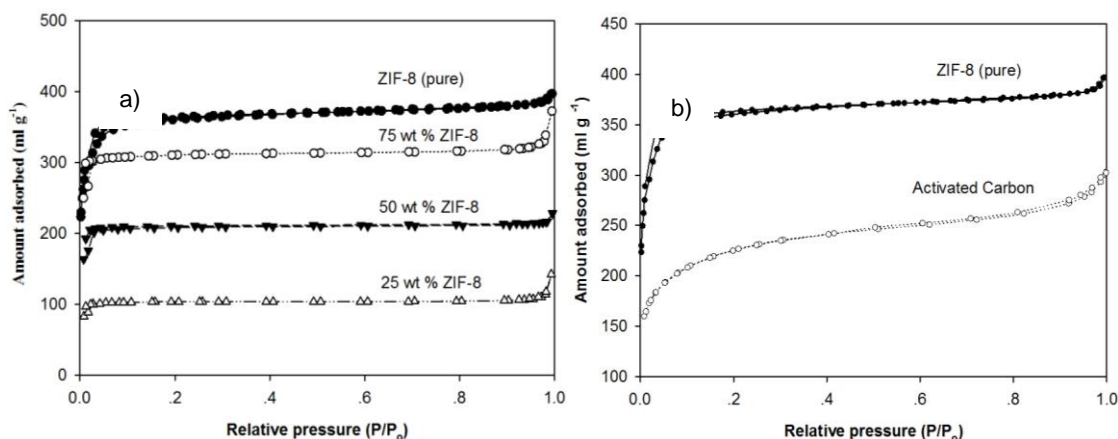 a)
Amount adsorbed (ml g⁻¹)
500
400
300
200
100
0
ZIF-8 (pure)
75 wt % ZIF-8
50 wt % ZIF-8
25 wt % ZIF-8
0.0 .2 .4 .6 .8 1.0
Relative pressure (P/P₀)
b)
Amount adsorbed (ml g⁻¹)
450
400
350
300
250
200
150
100
ZIF-8 (pure)
Activated Carbon
0.0 .2 .4 .6 .8 1.0
Relative pressure (P/P₀)